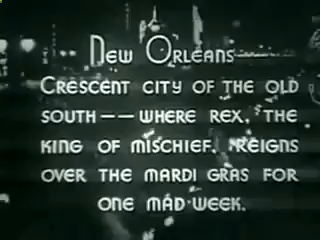 NEW ORLEANS
CRESCENT CITY OF THE OLD
SOUTH -- WHERE REX, THE
KING OF MISCHIEF, REIGNS
OVER THE MARDI GRAS FOR
ONE MAD WEEK.